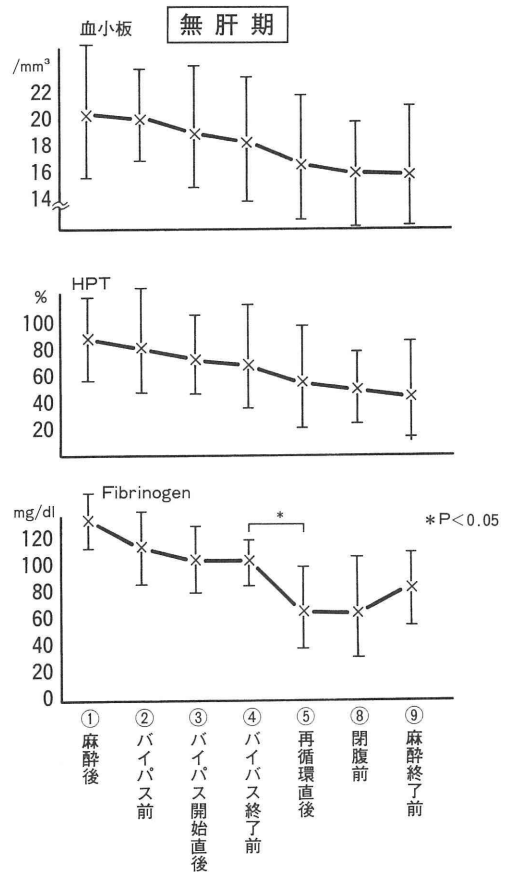 無肝期
血小板
/mm³
22
20
18
16
14
HPT
%
100
80
60
40
20
Fibrinogen
mg/dl
120
100
80
60
40
20
0
*
*P<0.05
①麻酔後
②バイパス前
③バイパス開始直後
④バイパス終了前
⑤再循環直後
⑧閉腹前
⑨麻酔終了前